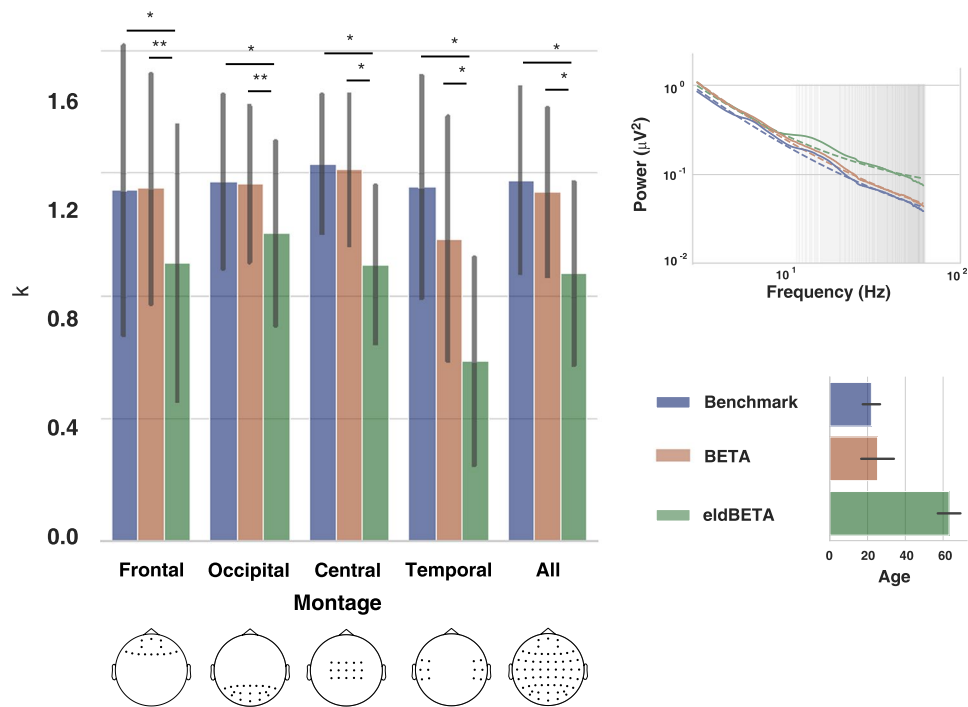 * * * * *
** ** * * *
1.6
1.2
0.8
0.4
0.0
k
Frontal Occipital Central Temporal All
Montage
10⁰
10⁻¹
10⁻²
Power (μV²)
10¹ 10²
Frequency (Hz)
Benchmark
BETA
eldBETA
0 20 40 60
Age